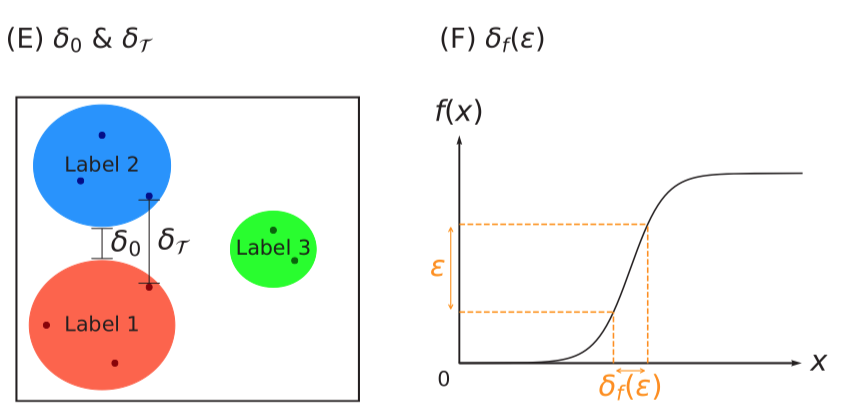 (E) δ₀ & δ𝒯
Label 2
δ₀
δ𝒯
Label 3
Label 1
(F) δf(ε)
f(x)
ε
0
δf(ε)
x